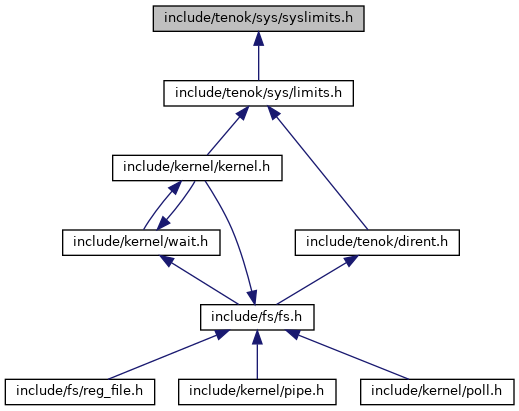 include/tenok/sys/syslimits.h
include/tenok/sys/limits.h
include/kernel/kernel.h
include/kernel/wait.h
include/tenok/dirent.h
include/fs/fs.h
include/fs/reg_file.h
include/kernel/pipe.h
include/kernel/poll.h